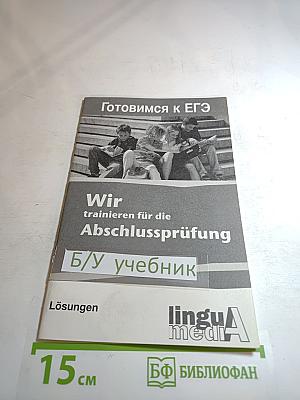 Готовимся к ЕГЭ
Wir
trainieren für die
Abschlussprüfung
Б/У учебник
Lösungen
linguA
mediA
15 см
БФ БИБЛИОФАН